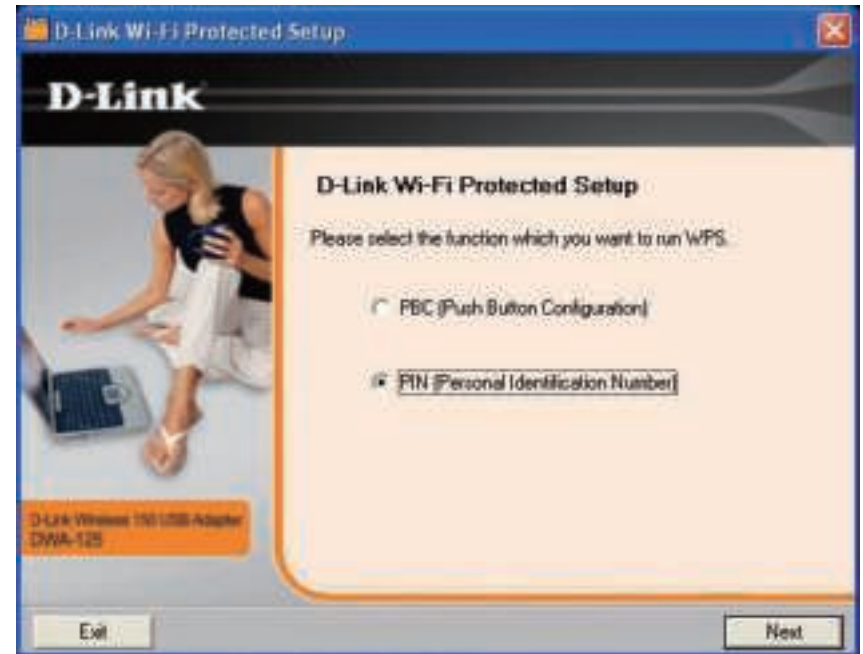 D-Link Wi-Fi Protected Setup
D-Link
D-Link Wi-Fi Protected Setup
Please select the function which you want to run WPS.
PBC (Push Button Configuration)
PIN (Personal Identification Number)
D-Link Wireless 150 USB Adapter
DWA-125
Exit
Next